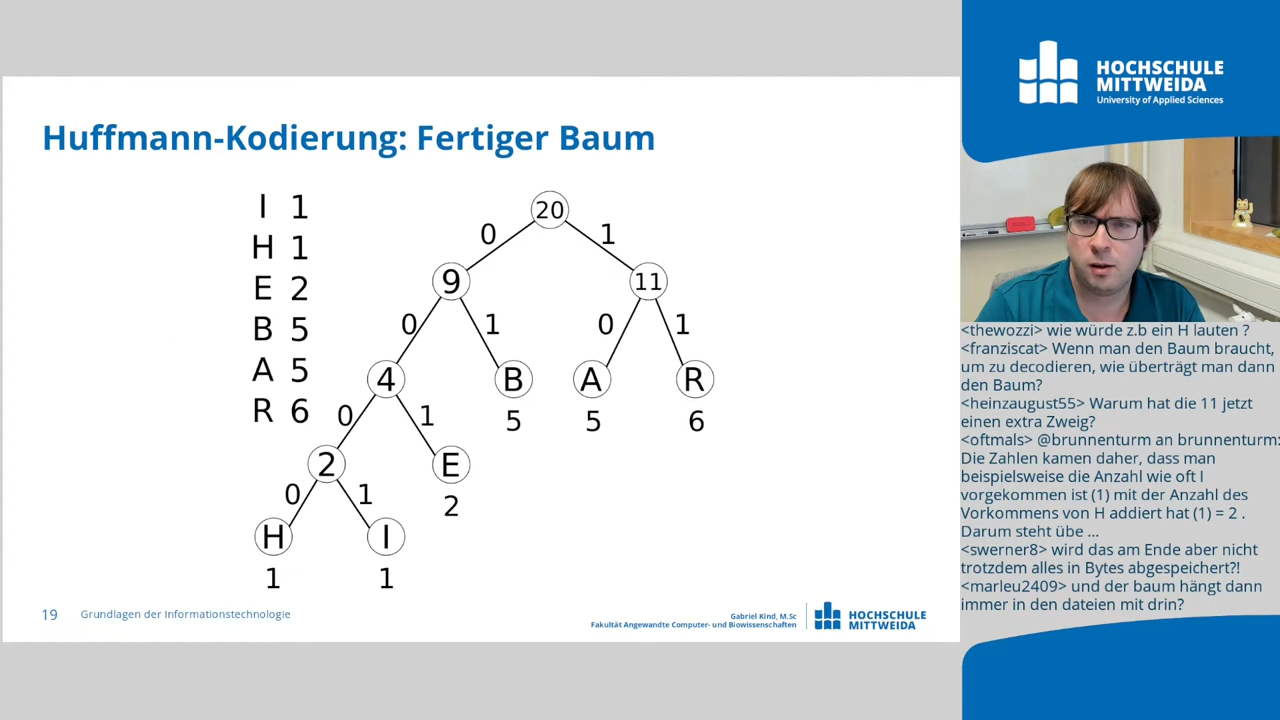 Huffmann-Kodierung: Fertiger Baum
I 1
H 1
E 2
B 5
A 5
R 6
20
0 1
9 11
0 1 0 1
4 B A R
5 5 6
0 1
2 E
2
0 1
H I
1 1
19 Grundlagen der Informationstechnologie
Gabriel Kind, M.Sc
Fakultät Angewandte Computer- und Biowissenschaften
HOCHSCHULE
MITTWEIDA
HOCHSCHULE
MITTWEIDA
University of Applied Sciences
<thewozzi> wie würde z.b ein H lauten ?
<franziscat> Wenn man den Baum braucht,
um zu decodieren, wie überträgt man dann
den Baum?
<heinzaugust55> Warum hat die 11 jetzt
einen extra Zweig?
<oftmals> @brunnenturm an brunnenturm:
Die Zahlen kamen daher, dass man
beispielsweise die Anzahl wie oft I
vorgekommen ist (1) mit der Anzahl des
Vorkommens von H addiert hat (1) = 2 .
Darum steht übe ...
<swerner8> wird das am Ende aber nicht
trotzdem alles in Bytes abgespeichert?!
<marleu2409> und der baum hängt dann
immer in den dateien mit drin?